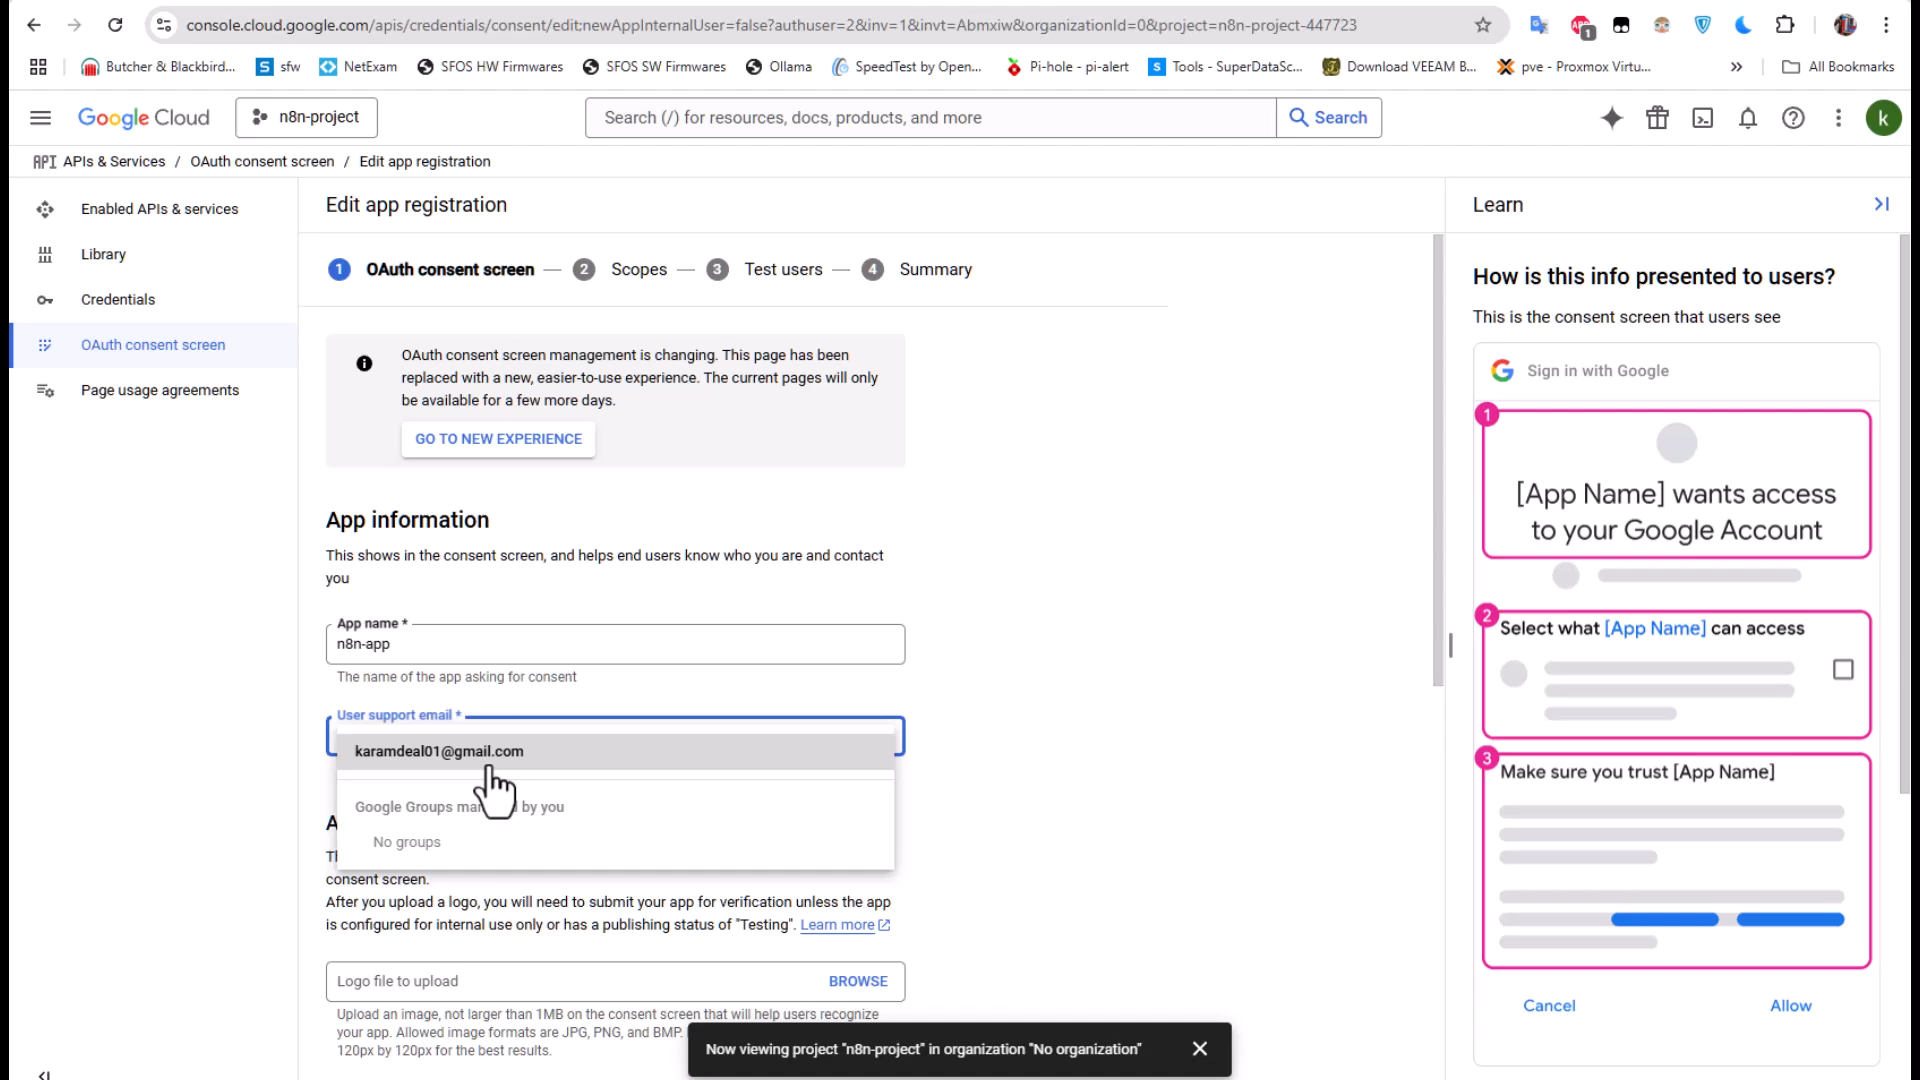 console.cloud.google.com/apis/credentials/consent/edit;newAppInternalUser=false?authuser=2&inv=1&invt=Abmxiw&organizationId=0&project=n8n-project-447723
1
Butcher & Blackbird...
S sfw
NetExam
SFOS HW Firmwares
SFOS SW Firmwares
Ollama
SpeedTest by Open...
Pi-hole - pi-alert
S Tools - SuperDataSc...
Download VEEAM B...
pve - Proxmox Virtu...
»
All Bookmarks
Google Cloud
n8n-project
Search (/) for resources, docs, products, and more
Search
k
API APIs & Services / OAuth consent screen / Edit app registration
Enabled APIs & services
Library
Credentials
OAuth consent screen
Page usage agreements
Edit app registration
1 OAuth consent screen — 2 Scopes — 3 Test users — 4 Summary
OAuth consent screen management is changing. This page has been
replaced with a new, easier-to-use experience. The current pages will only
be available for a few more days.
GO TO NEW EXPERIENCE
App information
This shows in the consent screen, and helps end users know who you are and contact
you
App name *
n8n-app
The name of the app asking for consent
User support email *
karamdeal01@gmail.com
Google Groups man by you
No groups
A
consent screen.
After you upload a logo, you will need to submit your app for verification unless the app
is configured for internal use only or has a publishing status of "Testing". Learn more
Logo file to upload
BROWSE
Upload an image, not larger than 1MB on the consent screen that will help users recognize
your app. Allowed image formats are JPG, PNG, and BMP.
120px by 120px for the best results.
Now viewing project "n8n-project" in organization "No organization"
Learn
How is this info presented to users?
This is the consent screen that users see
Sign in with Google
1
[App Name] wants access
to your Google Account
2
Select what [App Name] can access
3
Make sure you trust [App Name]
Cancel
Allow